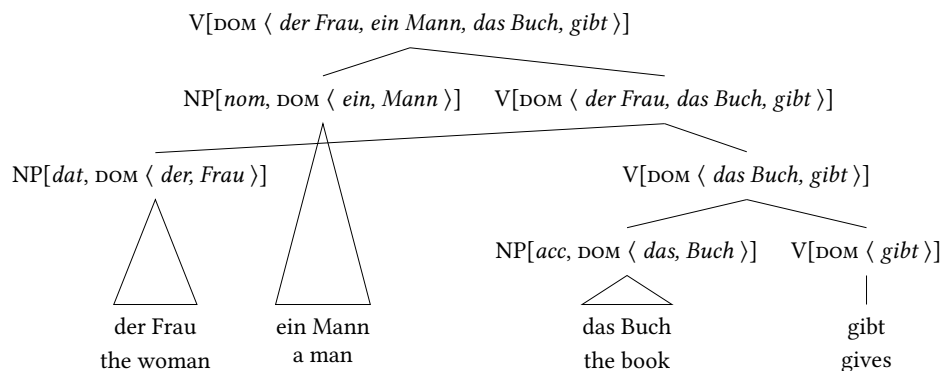 V[DOM ⟨ der Frau, ein Mann, das Buch, gibt ⟩]
NP[nom, DOM ⟨ ein, Mann ⟩] V[DOM ⟨ der Frau, das Buch, gibt ⟩]
NP[dat, DOM ⟨ der, Frau ⟩] V[DOM ⟨ das Buch, gibt ⟩]
NP[acc, DOM ⟨ das, Buch ⟩] V[DOM ⟨ gibt ⟩]
der Frau ein Mann das Buch gibt
the woman a man the book gives